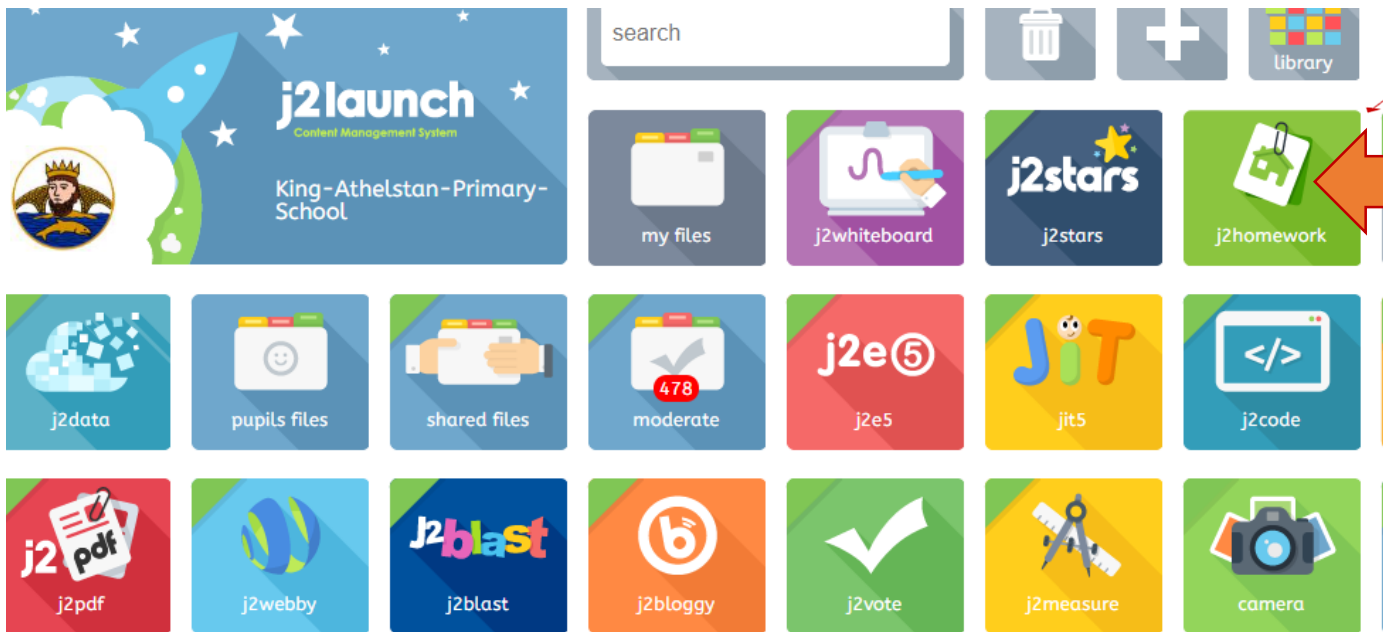 search
library
j2launch
Content Management System
King-Athelstan-Primary-
School
my files
j2whiteboard
j2stars
j2stars
j2homework
j2data
pupils files
shared files
478
moderate
j2e5
j2e5
JiT
jit5
</>
j2code
j2 pdf
j2pdf
j2webby
j2blast
j2blast
b
j2bloggy
j2vote
j2measure
camera